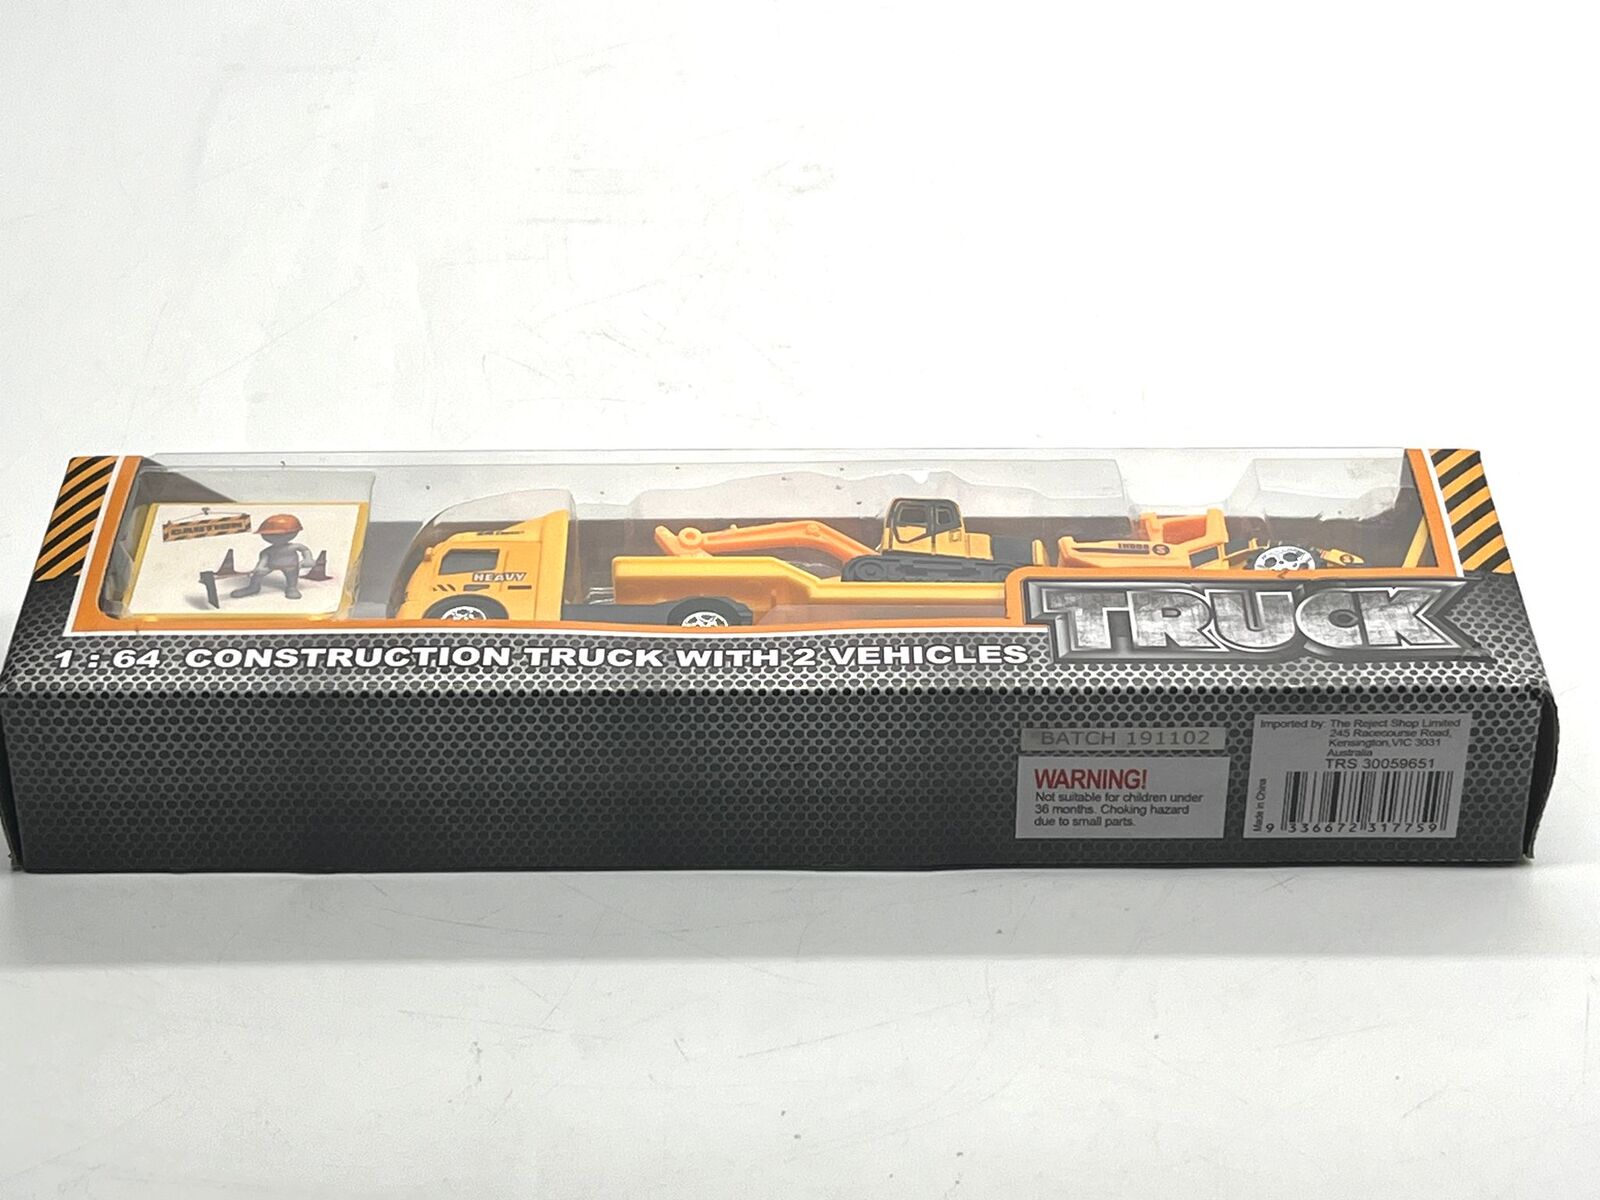 CAUTION
HEAVY
TRUCK
1:64 CONSTRUCTION TRUCK WITH 2 VEHICLES
BATCH 191102
WARNING!
Not suitable for children under
36 months. Choking hazard
due to small parts.
Imported by: The Reject Shop Limited
245 Racecourse Road,
Kensington,VIC 3031
Australia
TRS 30059651
Made in China
9 336672 317759